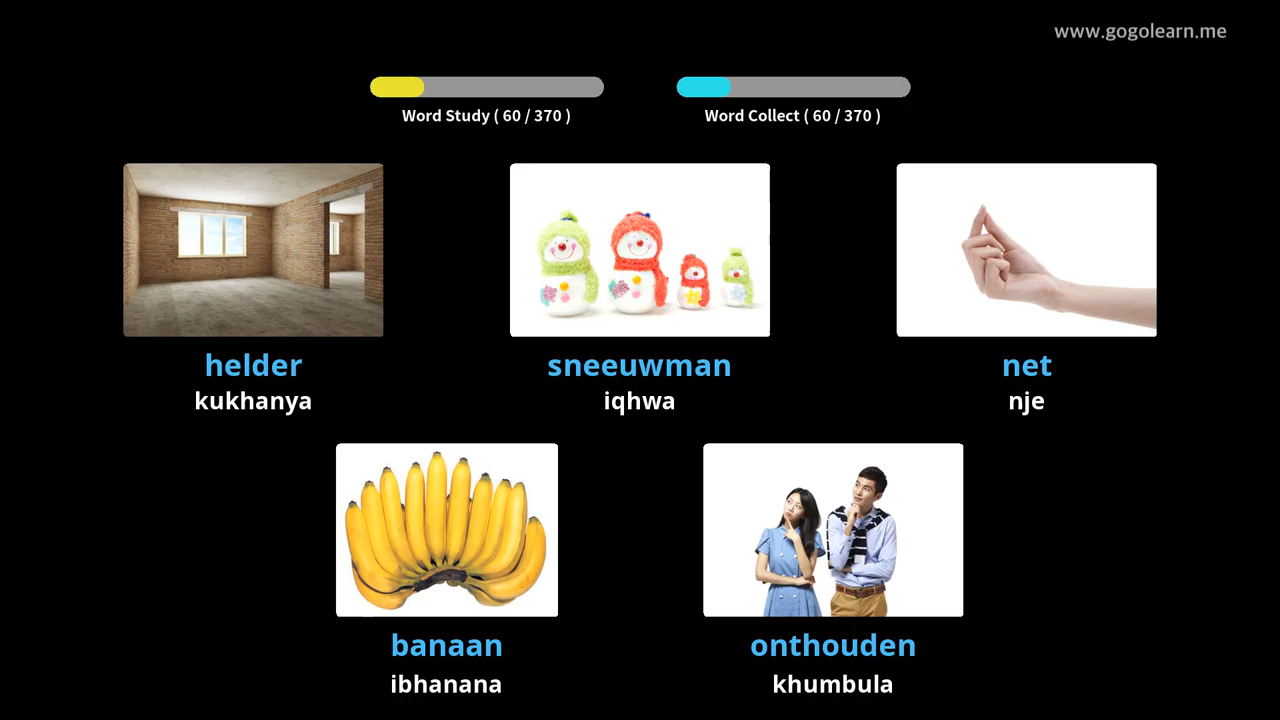 www.gogolearn.me
Word Study ( 60 / 370 )
Word Collect ( 60 / 370 )
helder
kukhanya
sneeuwman
iqhwa
net
nje
banaan
ibhanana
onthouden
khumbula